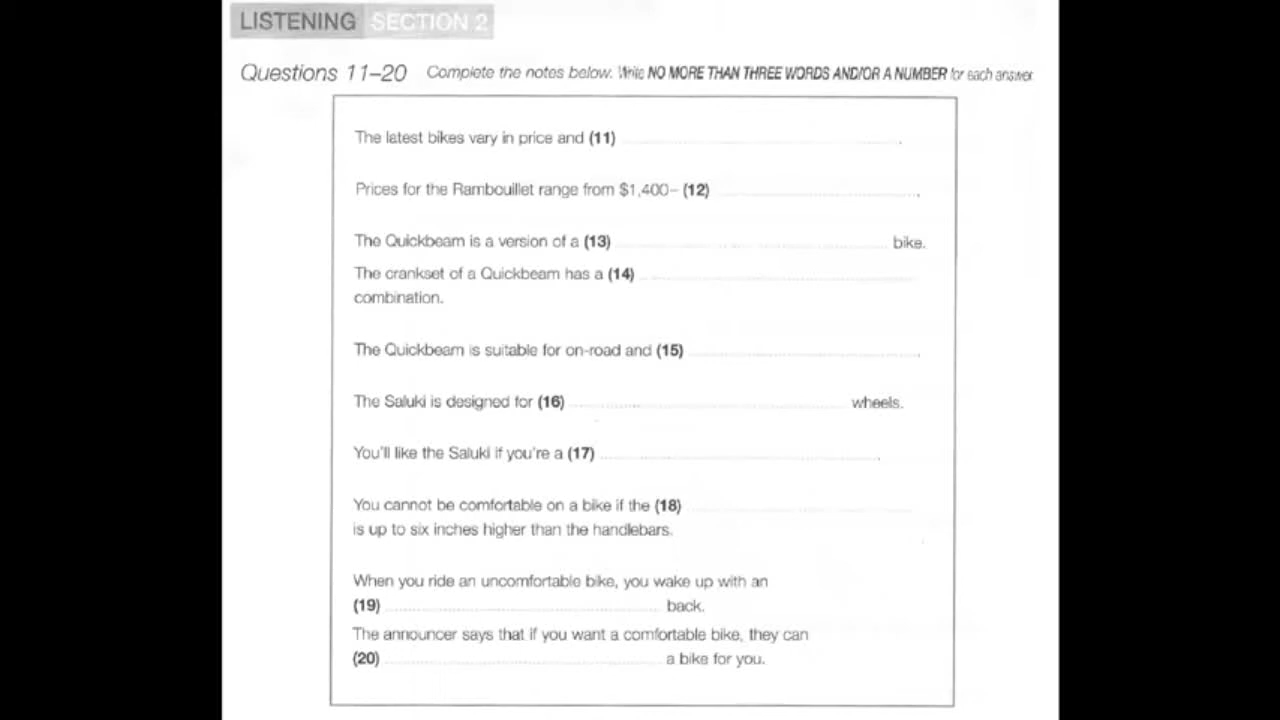 LISTENING SECTION 2
Questions 11–20 Complete the notes below. Write NO MORE THAN THREE WORDS AND/OR A NUMBER for each answer
The latest bikes vary in price and (11)
Prices for the Rambouillet range from $1,400– (12)
The Quickbeam is a version of a (13) bike.
The crankset of a Quickbeam has a (14)
combination.
The Quickbeam is suitable for on-road and (15)
The Saluki is designed for (16) wheels.
You'll like the Saluki if you're a (17)
You cannot be comfortable on a bike if the (18)
is up to six inches higher than the handlebars.
When you ride an uncomfortable bike, you wake up with an
(19) back.
The announcer says that if you want a comfortable bike, they can
(20) a bike for you.